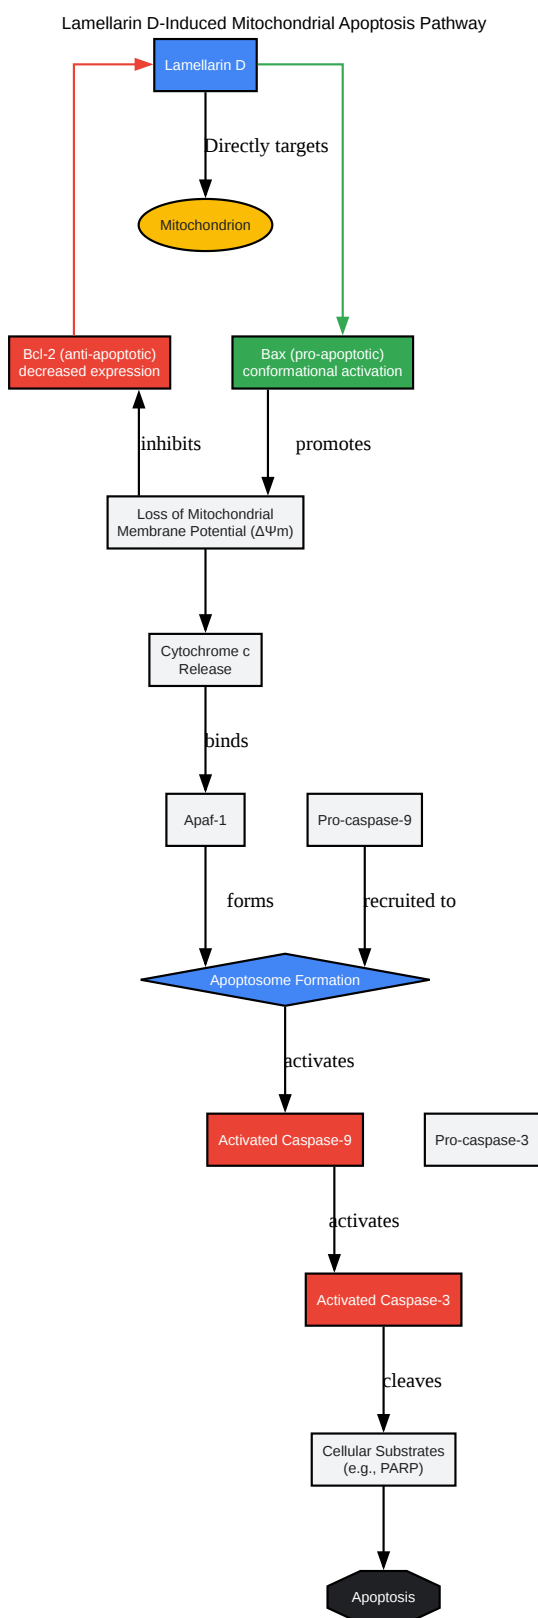 Lamellarin D-Induced Mitochondrial Apoptosis Pathway
Lamellarin D
Directly targets
Mitochondrion
Bcl-2 (anti-apoptotic)
decreased expression
Bax (pro-apoptotic)
conformational activation
inhibits
promotes
Loss of Mitochondrial
Membrane Potential (ΔΨm)
Cytochrome c
Release
binds
Apaf-1
Pro-caspase-9
forms
recruited to
Apoptosome Formation
activates
Activated Caspase-9
Pro-caspase-3
activates
Activated Caspase-3
cleaves
Cellular Substrates
(e.g., PARP)
Apoptosis